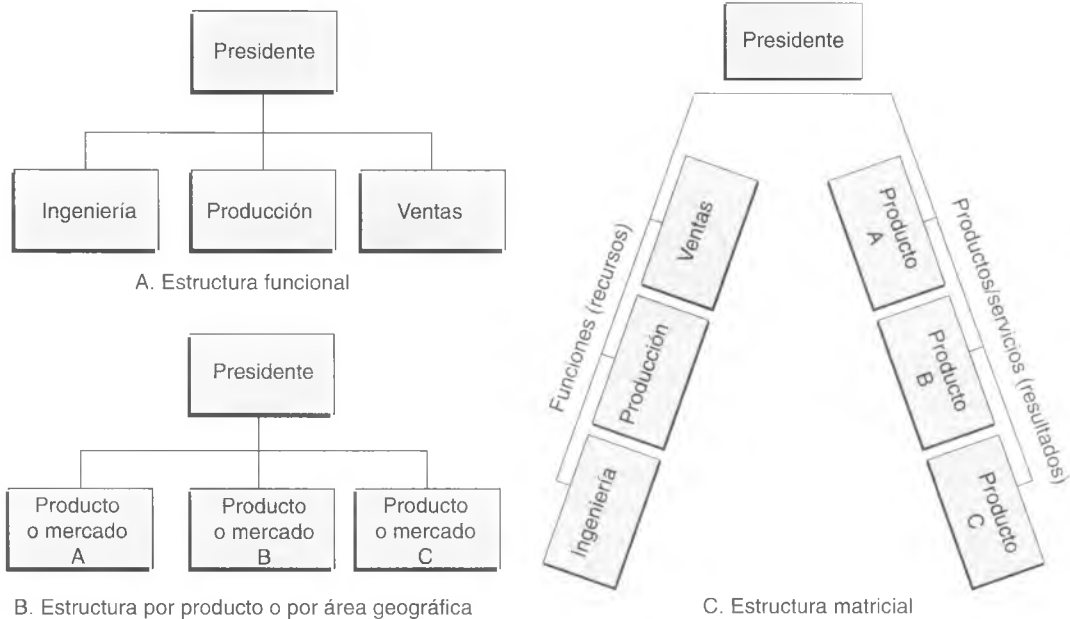 Presidente
Ingeniería
Producción
Ventas
A. Estructura funcional
Presidente
Producto
o mercado
A
Producto
o mercado
B
Producto
o mercado
C
B. Estructura por producto o por área geográfica
Presidente
Funciones (recursos)
Ventas
Producción
Ingeniería
Producto
A
Producto
B
Producto
C
Productos/servicios (resultados)
C. Estructura matricial